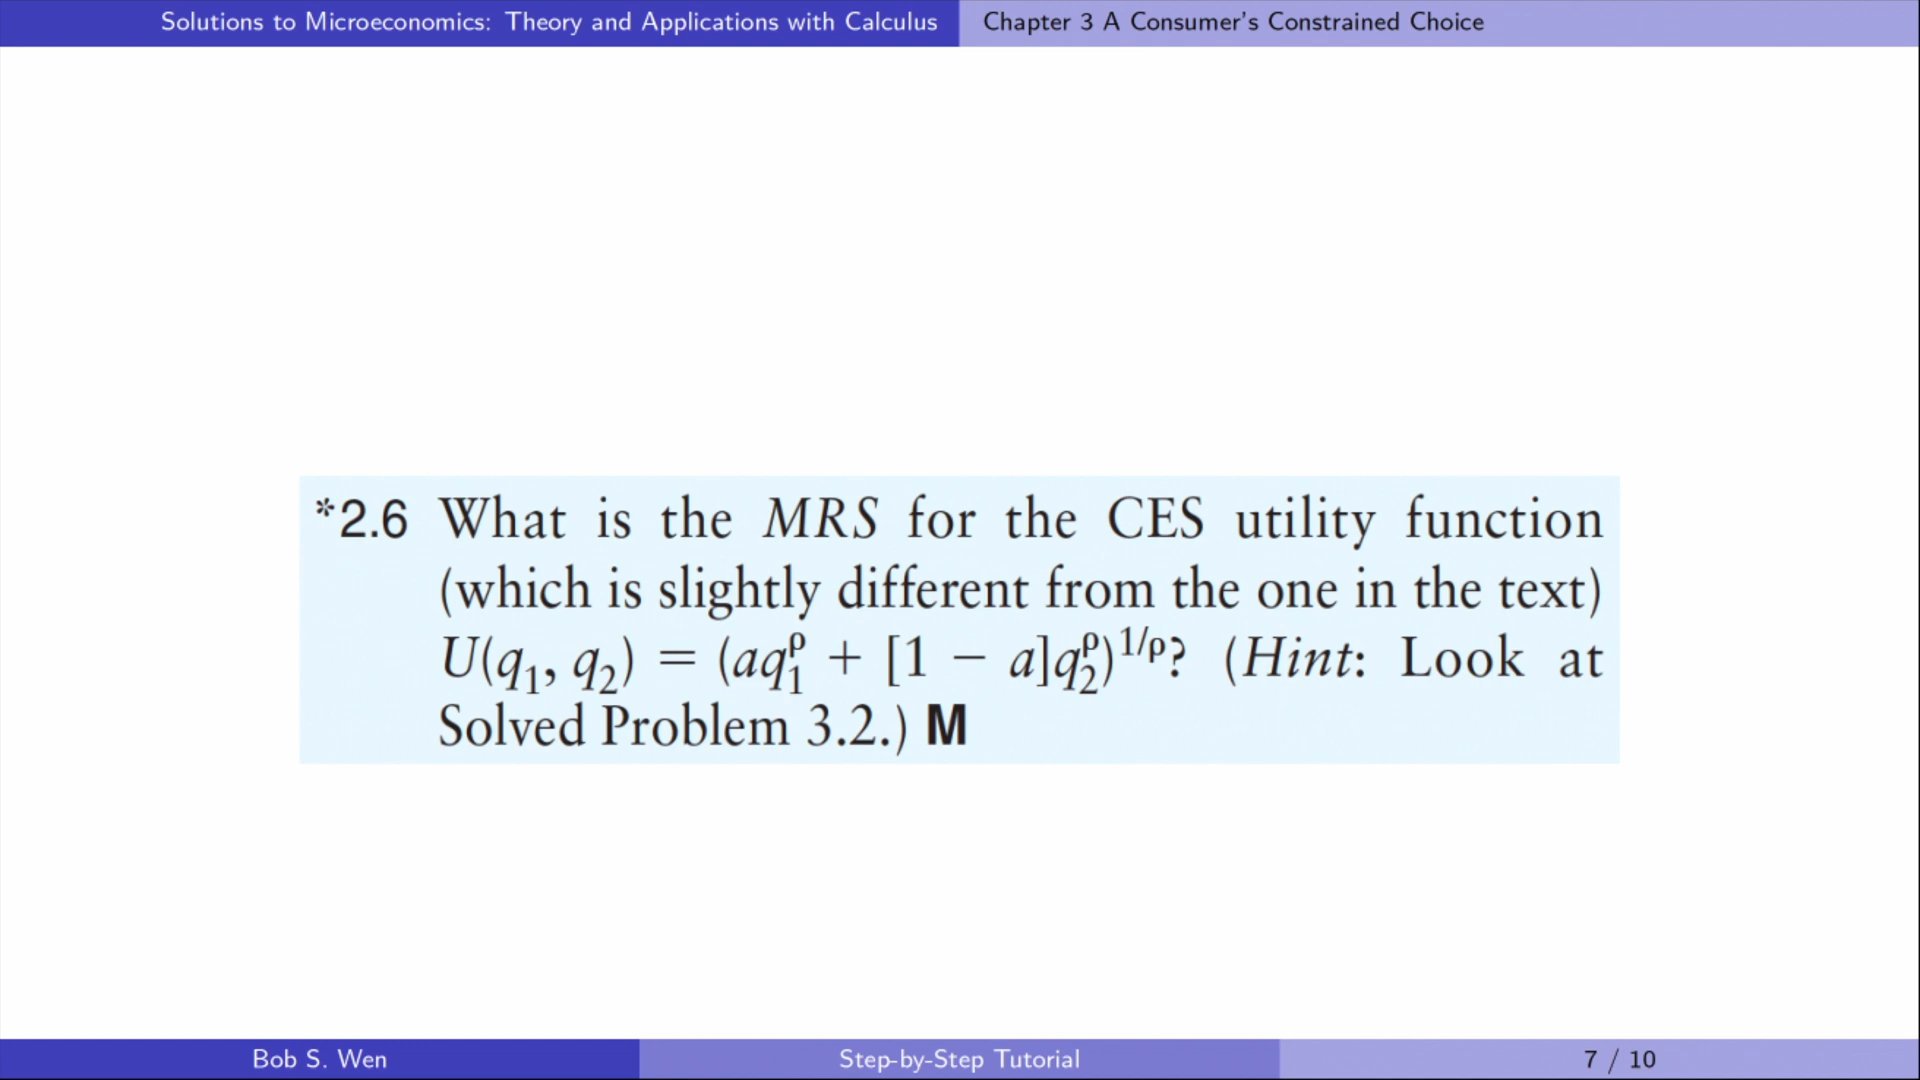 Solutions to Microeconomics: Theory and Applications with Calculus
Chapter 3 A Consumer's Constrained Choice
*2.6 What is the MRS for the CES utility function
(which is slightly different from the one in the text)
U(q₁, q₂) = (aq₁^ρ + [1 − a]q₂^ρ)^1/ρ? (Hint: Look at
Solved Problem 3.2.) M
Bob S. Wen
Step-by-Step Tutorial
7 / 10